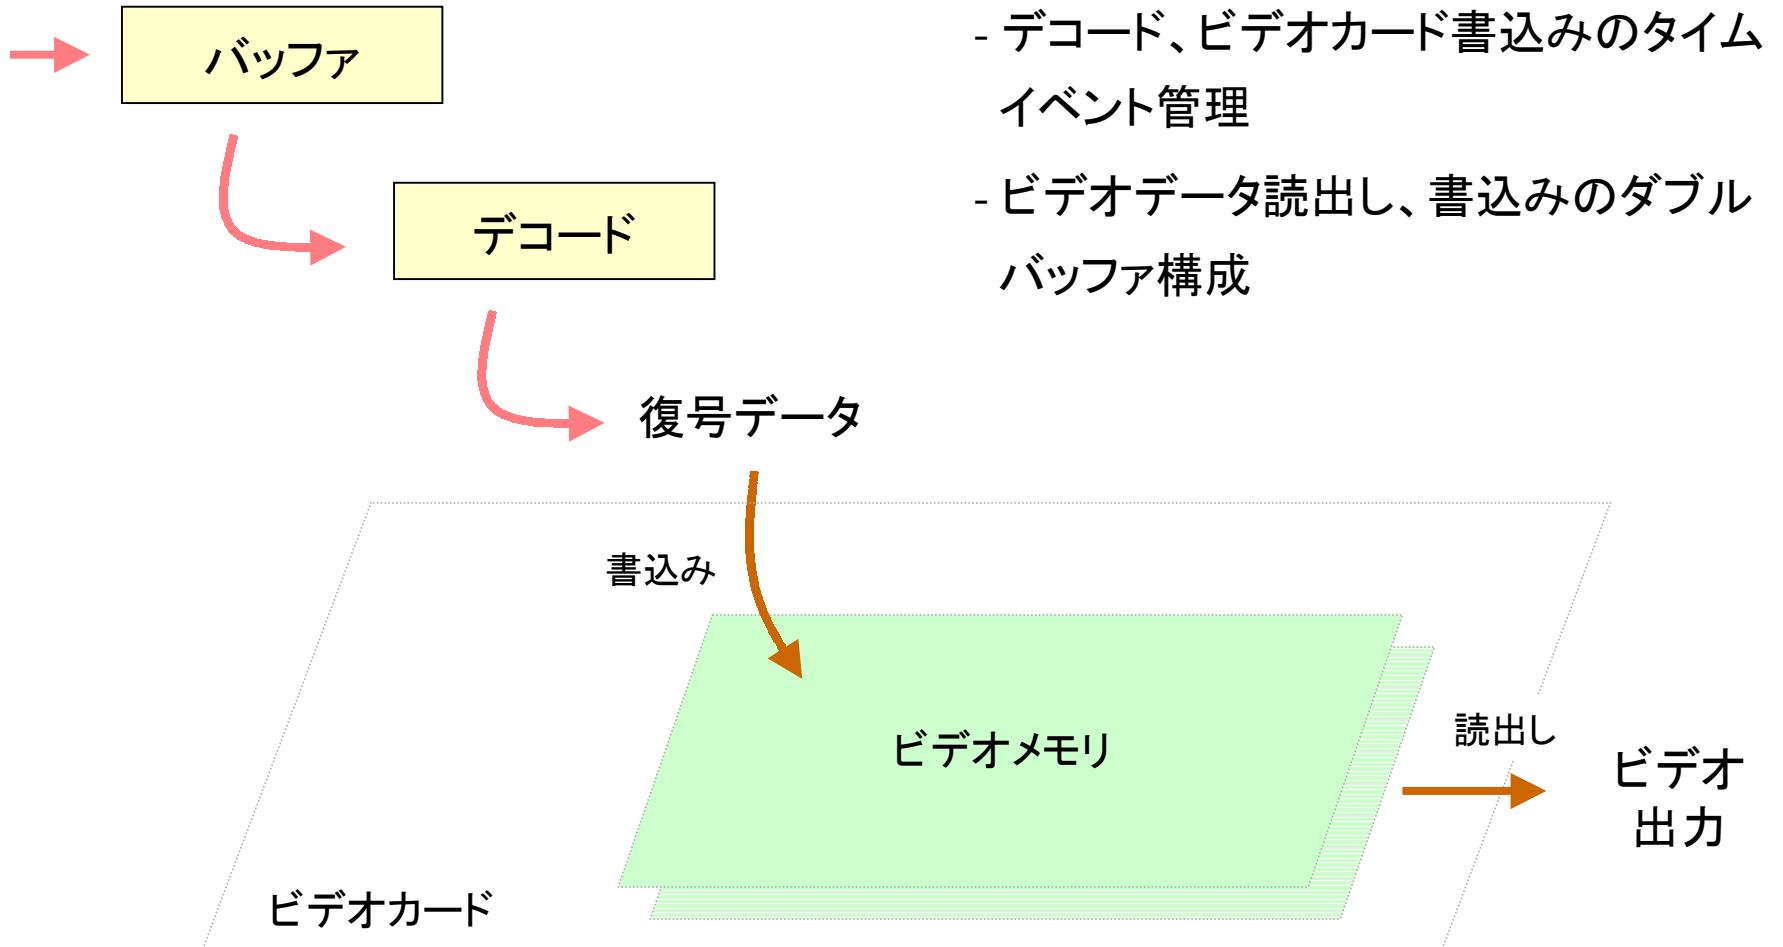 バッファ
- デコード、ビデオカード書込みのタイム
イベント管理
- ビデオデータ読出し、書込みのダブル
バッファ構成
デコード
復号データ
書込み
ビデオメモリ
読出し
ビデオ
出力
ビデオカード